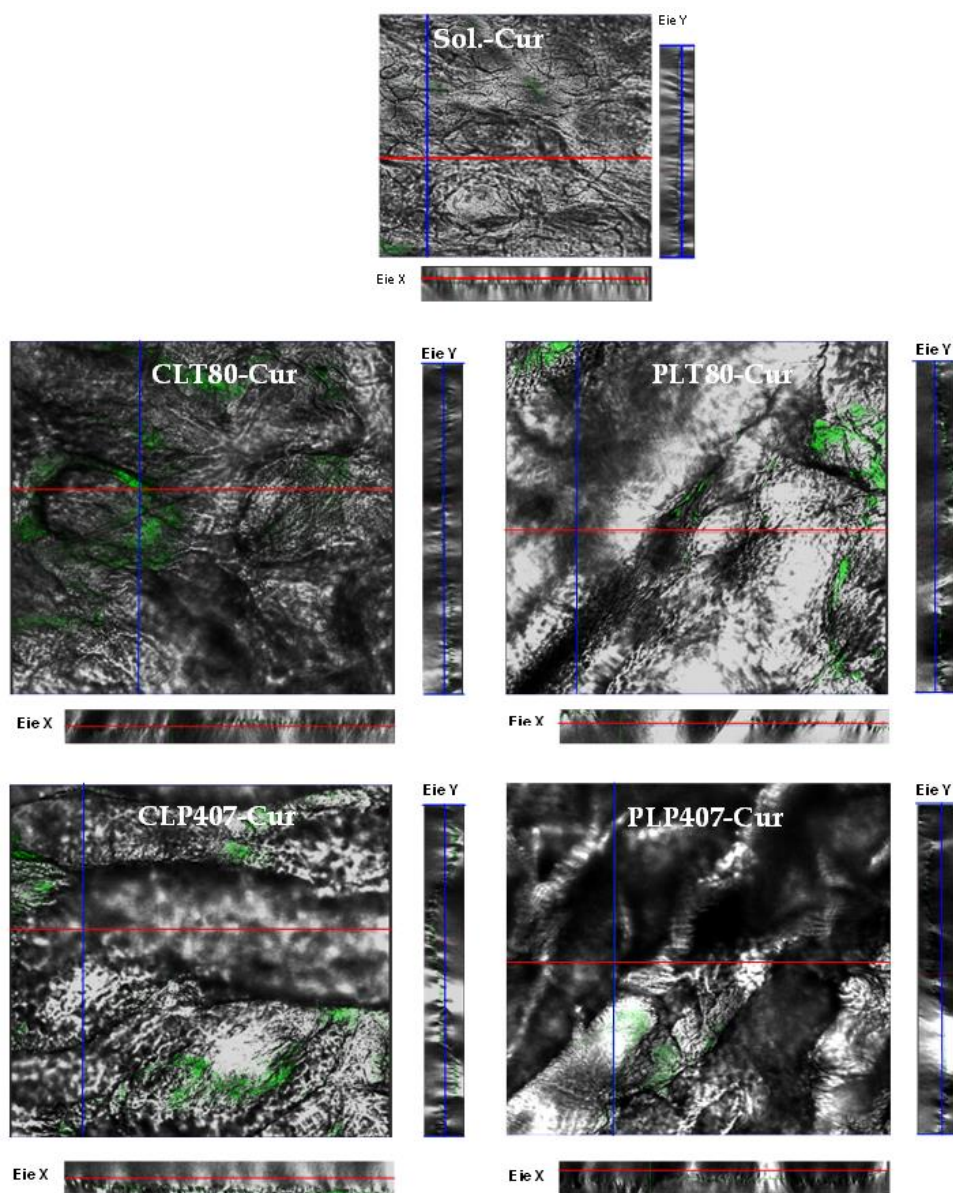 Eie Y
Sol.-Cur
Eie X
Eie Y
Eie Y
CLT80-Cur
PLT80-Cur
Eie X
Eie X
Eie Y
Eie Y
CLP407-Cur
PLP407-Cur
Eie X
Eie X